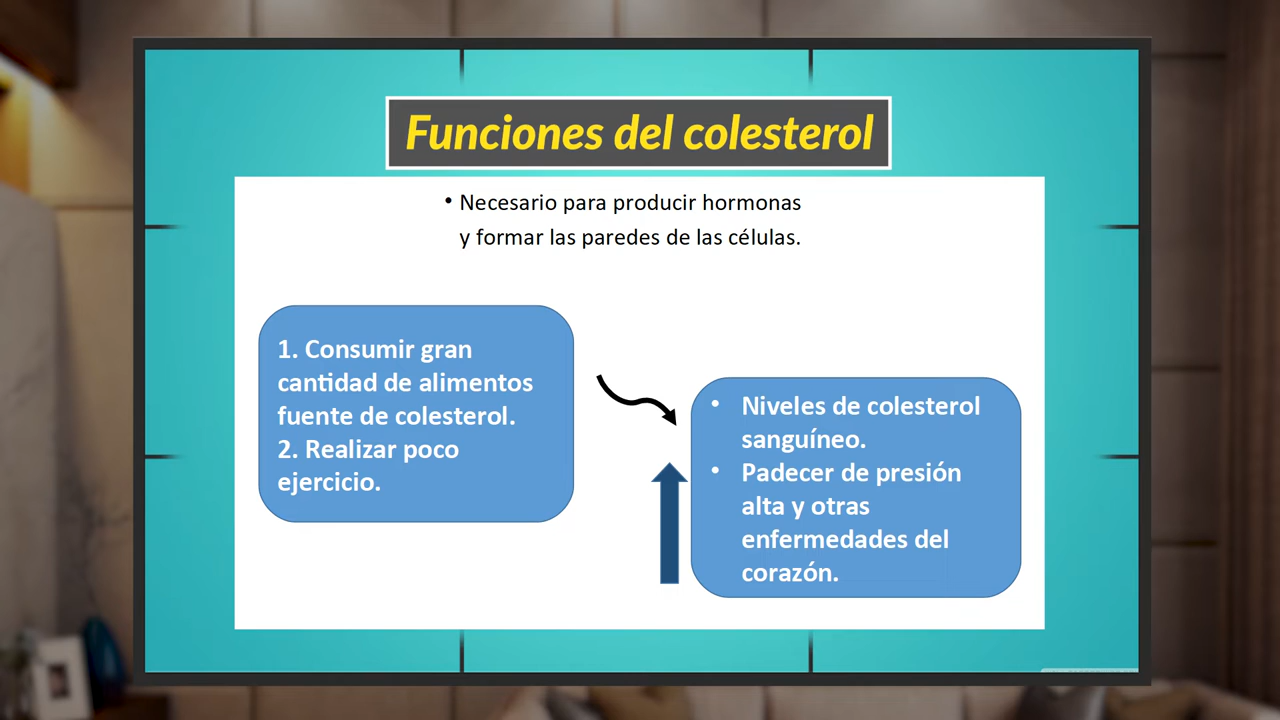 Funciones del colesterol
• Necesario para producir hormonas
y formar las paredes de las células.
1. Consumir gran
cantidad de alimentos
fuente de colesterol.
2. Realizar poco
ejercicio.
• Niveles de colesterol
sanguíneo.
• Padecer de presión
alta y otras
enfermedades del
corazón.